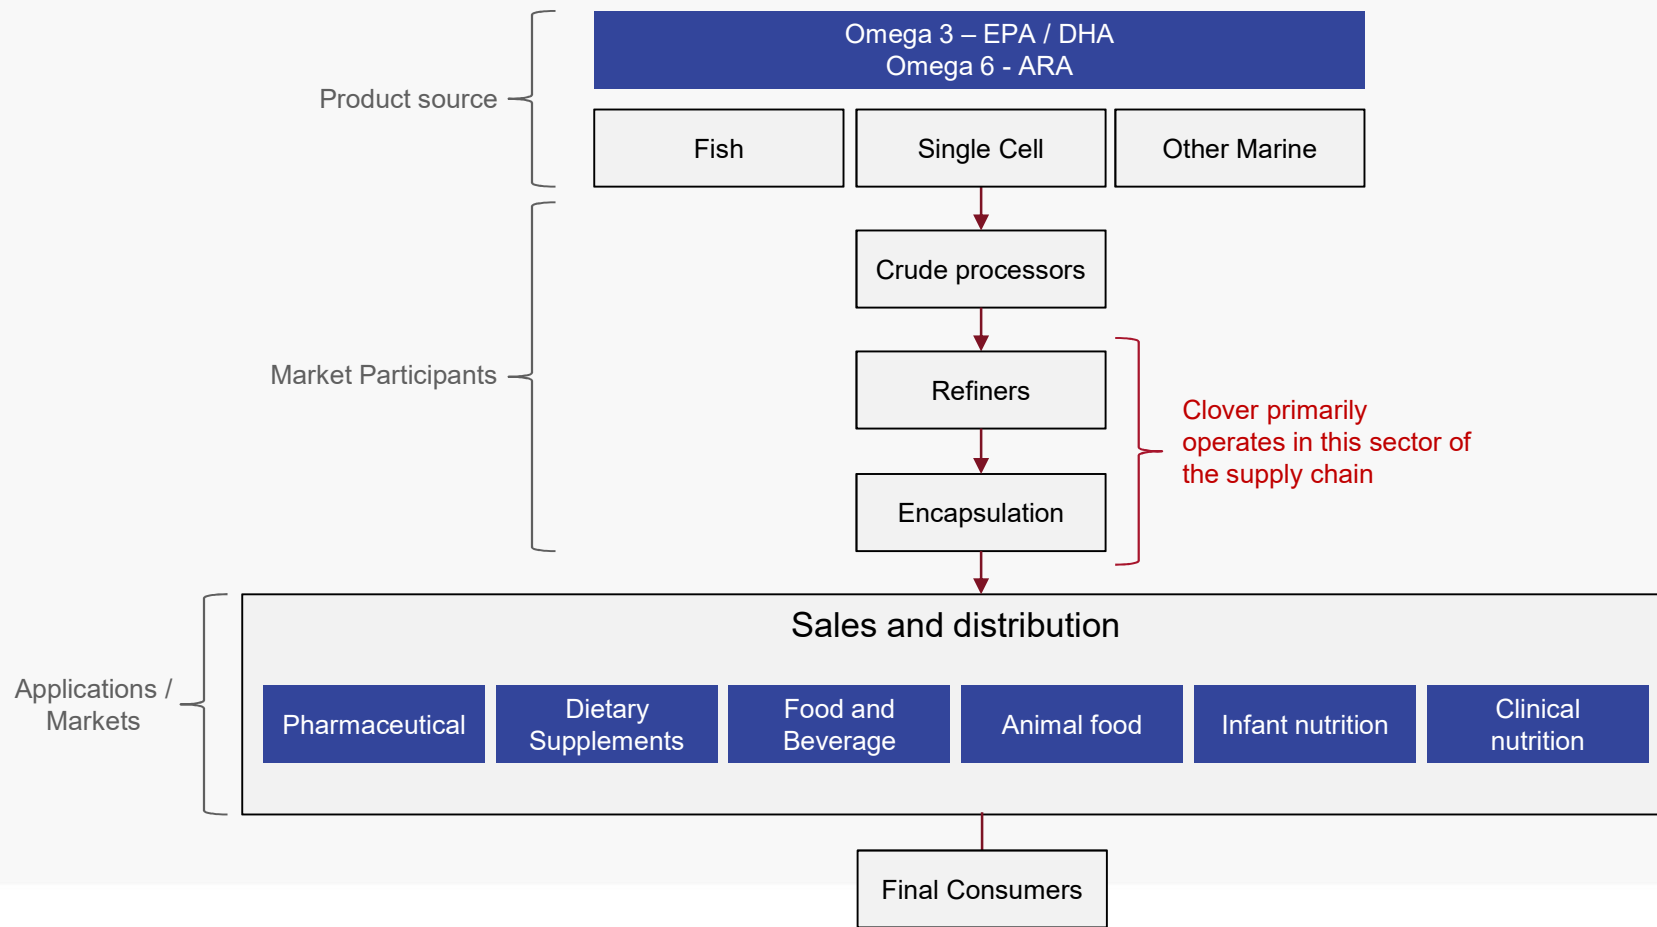 Omega 3 – EPA / DHA
Omega 6 - ARA
Product source
Fish
Single Cell
Other Marine
Crude processors
Market Participants
Refiners
Clover primarily
operates in this sector of
the supply chain
Encapsulation
Sales and distribution
Applications /
Markets
Pharmaceutical
Dietary
Supplements
Food and
Beverage
Animal food
Infant nutrition
Clinical
nutrition
Final Consumers